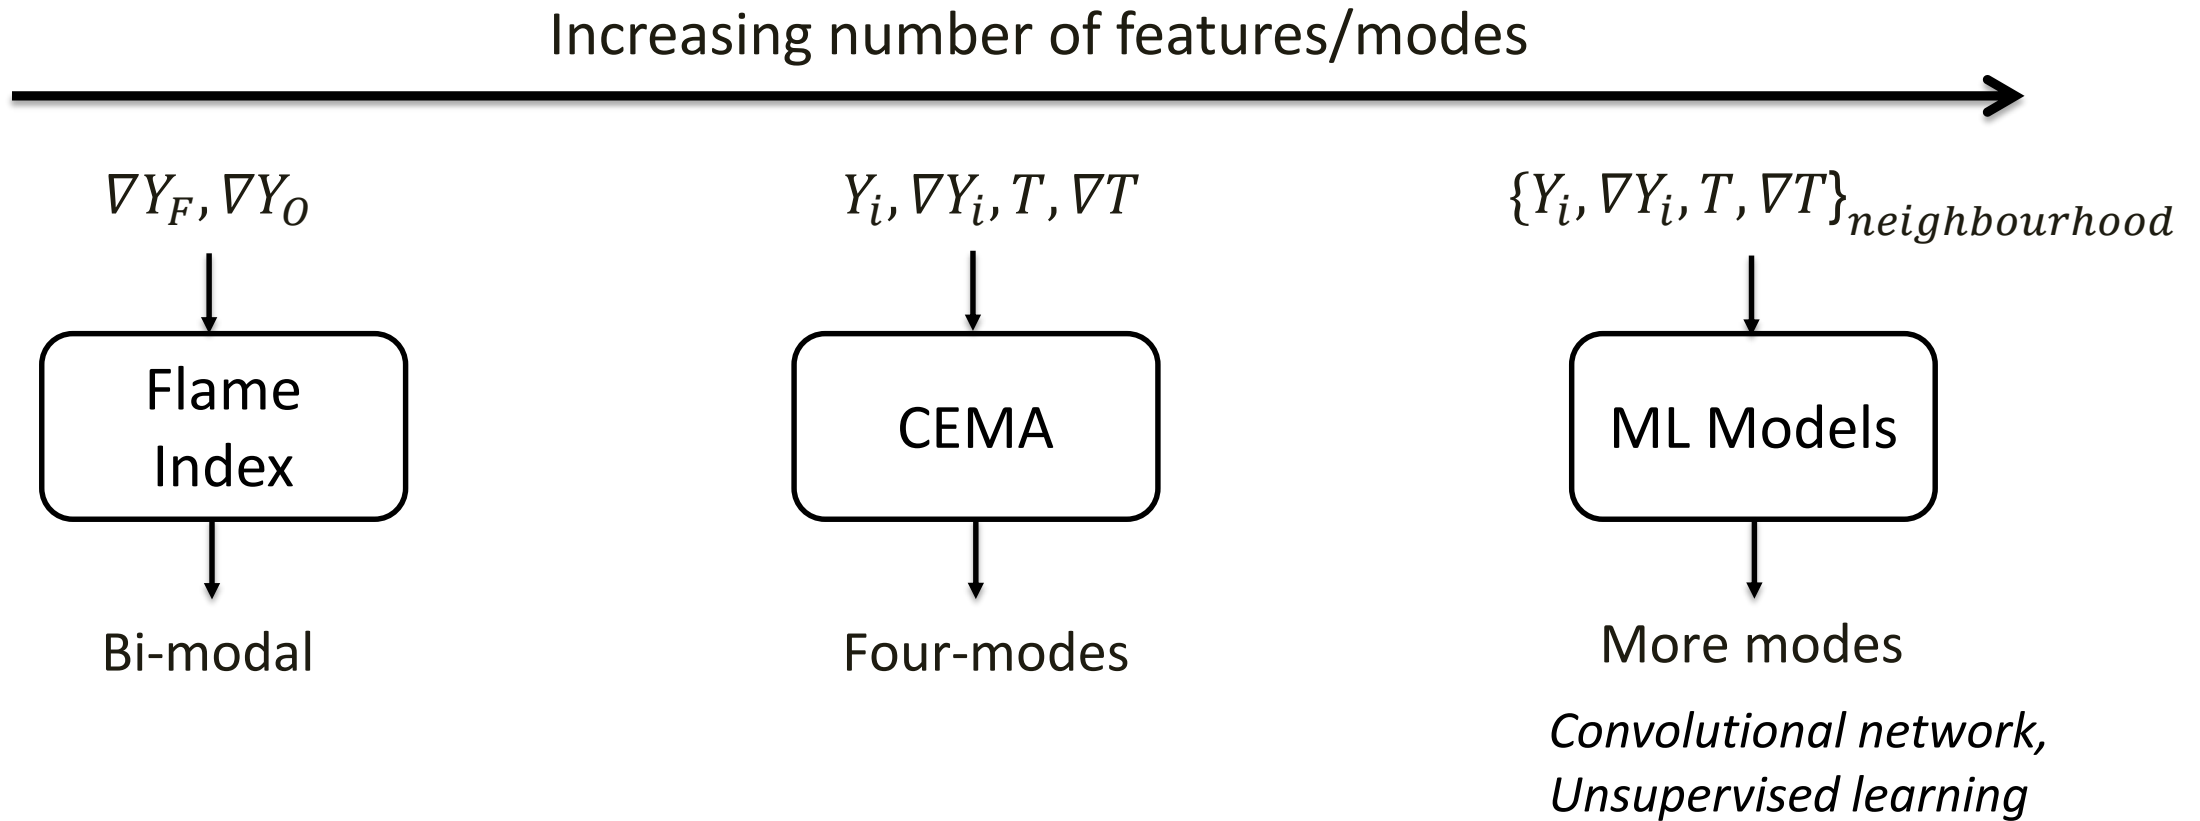 Increasing number of features/modes
∇Y_F, ∇Y_O
Y_i, ∇Y_i, T, ∇T
{Y_i, ∇Y_i, T, ∇T}_neighbourhood
Flame
Index
CEMA
ML Models
Bi-modal
Four-modes
More modes
Convolutional network,
Unsupervised learning